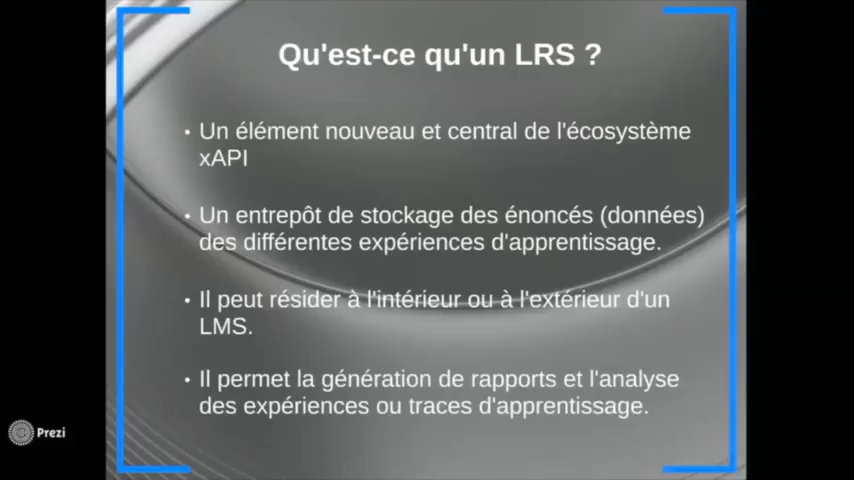 Qu'est-ce qu'un LRS ?
• Un élément nouveau et central de l'écosystème
xAPI
• Un entrepôt de stockage des énoncés (données)
des différentes expériences d'apprentissage.
• Il peut résider à l'intérieur ou à l'extérieur d'un
LMS.
• Il permet la génération de rapports et l'analyse
des expériences ou traces d'apprentissage.
Prezi